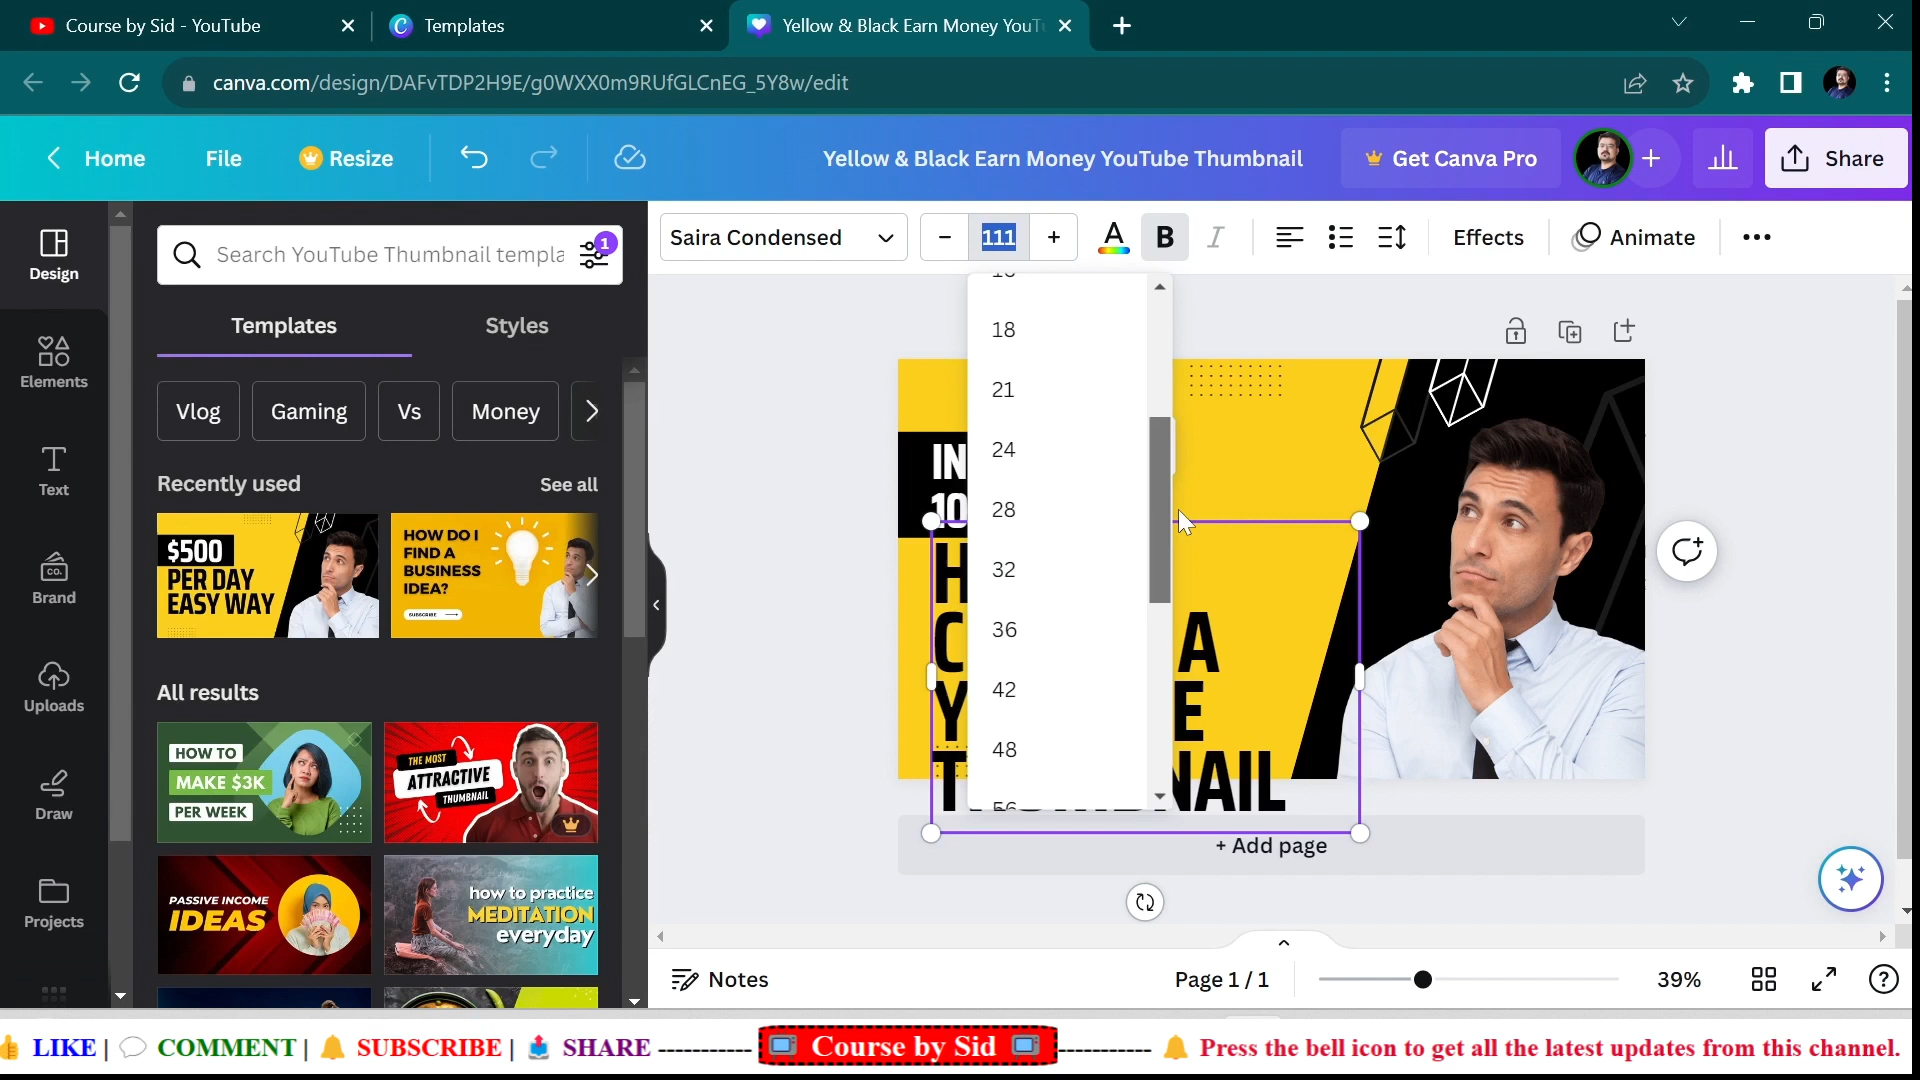 Course by Sid - YouTube
Templates
Yellow & Black Earn Money YouT
canva.com/design/DAFvTDP2H9E/g0WXX0m9RUfGLCnEG_5Y8w/edit
Home
File
Resize
Yellow & Black Earn Money YouTube Thumbnail
Get Canva Pro
Share
Design
Elements
Text
CO.
Brand
Uploads
Draw
Projects
Search YouTube Thumbnail templa
1
Templates
Styles
Vlog
Gaming
Vs
Money
Recently used
See all
$500
PER DAY
EASY WAY
HOW DO I
FIND A
BUSINESS
IDEA?
SUBSCRIBE
All results
HOW TO
MAKE $3K
PER WEEK
THE MOST
ATTRACTIVE
THUMBNAIL
PASSIVE INCOME
IDEAS
how to practice
MEDITATION
everyday
Saira Condensed
- 111 +
A
B
I
Effects
Animate
18
21
24
28
32
36
42
48
56
IN
10
H
C A
Y E
T NAIL
+ Add page
Notes
Page 1 / 1
39%
LIKE | COMMENT | SUBSCRIBE | SHARE ----------- Course by Sid ----------- Press the bell icon to get all the latest updates from this channel.